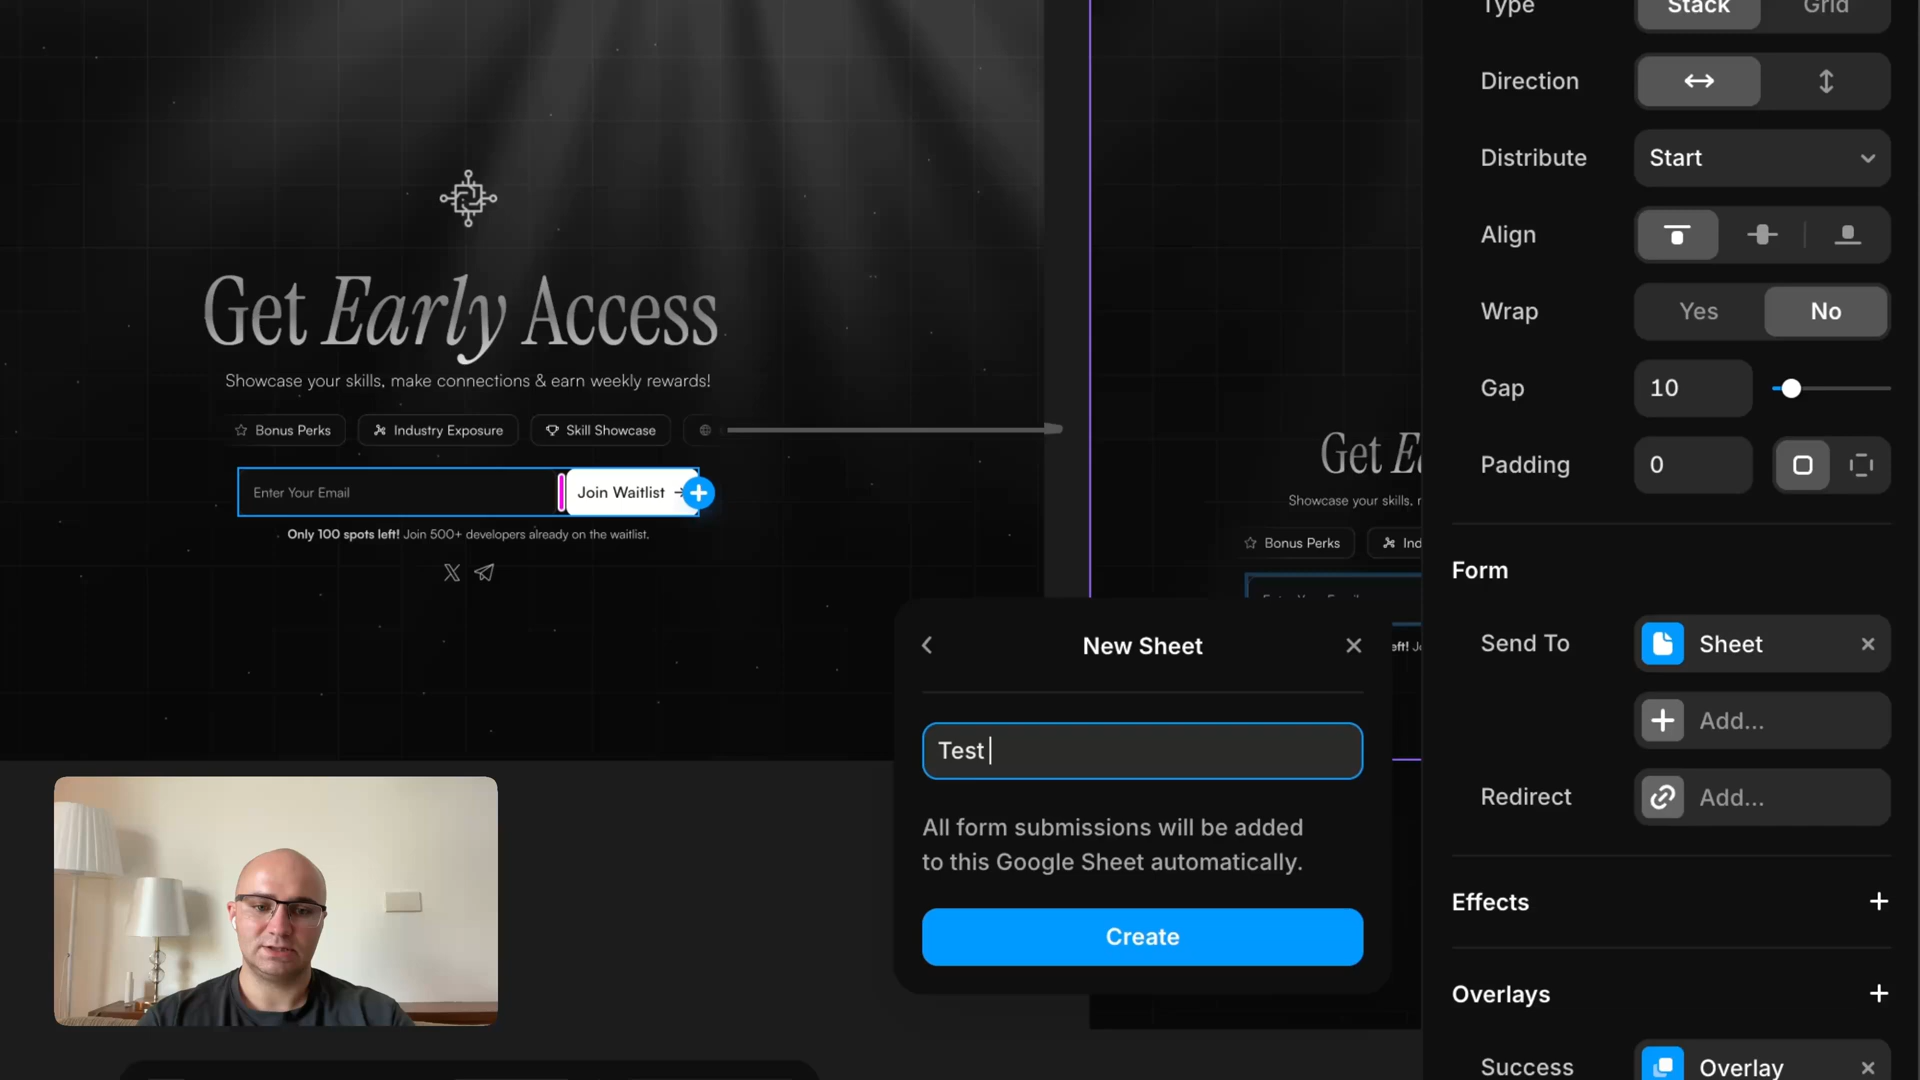 Type
Stack
Grid
Direction
Distribute
Start
Align
Wrap
Yes
No
Gap
10
Padding
0
Form
Send To
Sheet
Add...
Redirect
Add...
Effects
Overlays
Success
Overlay
Get Early Access
Showcase your skills, make connections & earn weekly rewards!
Bonus Perks
Industry Exposure
Skill Showcase
Enter Your Email
Join Waitlist
Only 100 spots left! Join 500+ developers already on the waitlist.
Get
Showcase your skills,
Bonus Perks
New Sheet
Test
All form submissions will be added
to this Google Sheet automatically.
Create